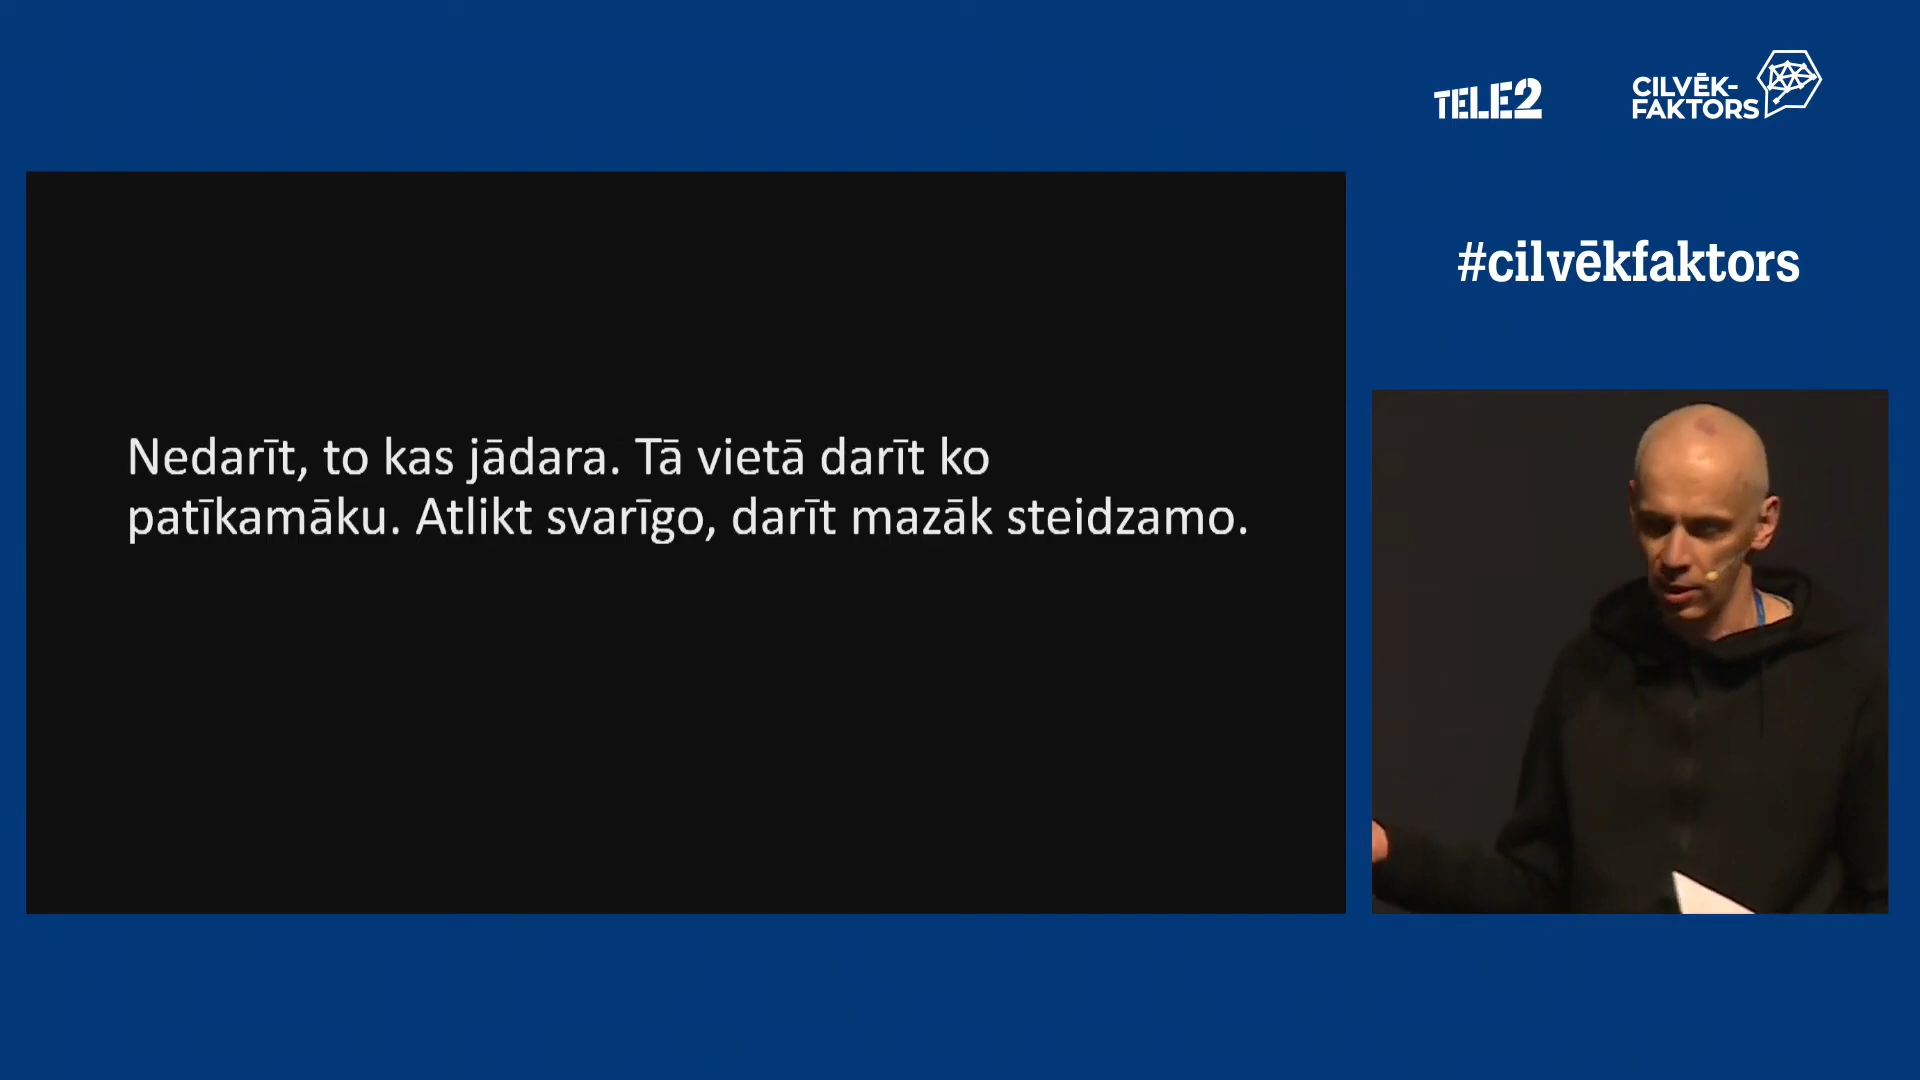 TELE2
CILVĒK-
FAKTORS
#cilvēkfaktors
Nedarīt, to kas jādara. Tā vietā darīt ko
patīkamāku. Atlikt svarīgo, darīt mazāk steidzamo.